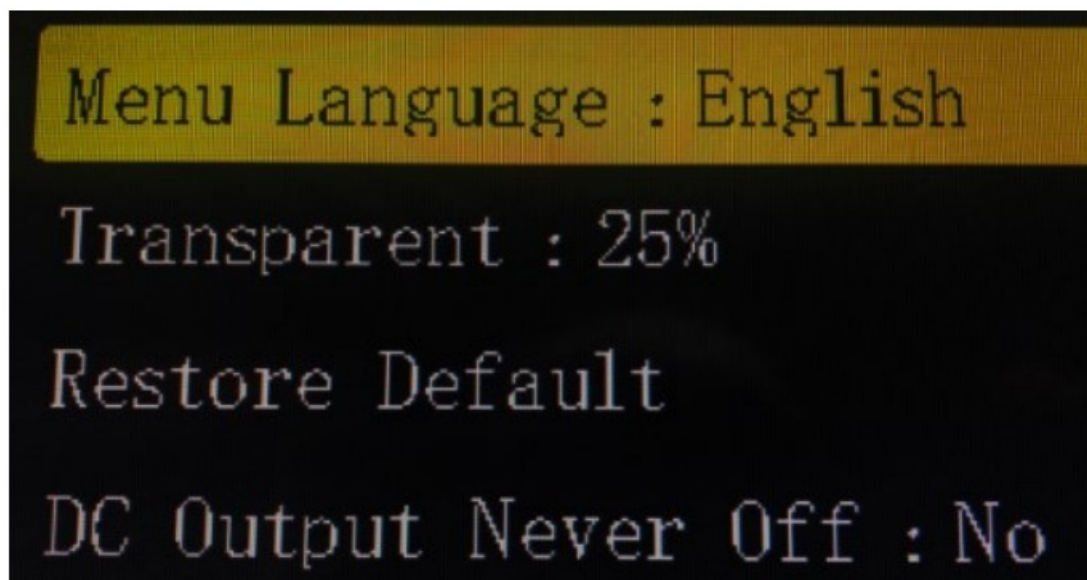 Menu Language : English
Transparent : 25%
Restore Default
DC Output Never Off : No